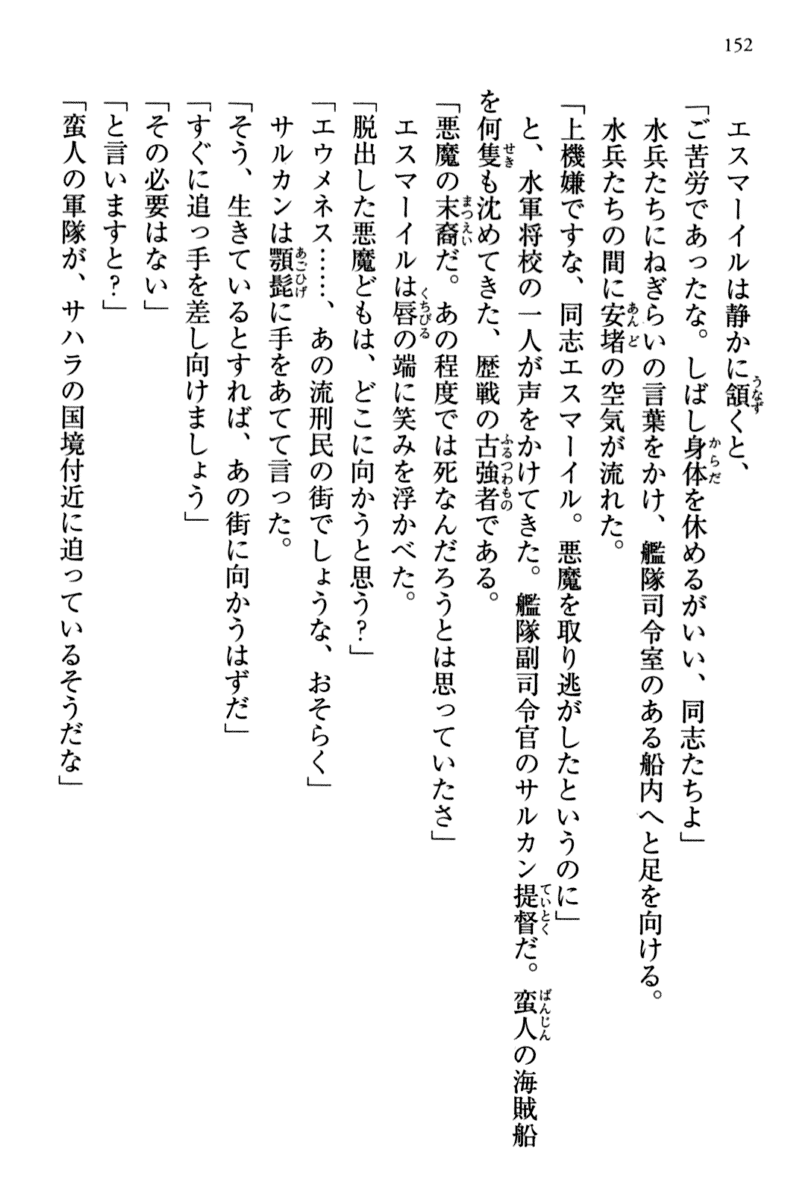 152
エスマーイルは静かに頷くと、
「ご苦労であったな。しばし身体を休めるがいい、同志たちよ」
水兵たちにねぎらいの言葉をかけ、艦隊司令室のある船内へと足を向ける。
水兵たちの間に安堵の空気が流れた。
「上機嫌ですな、同志エスマーイル。悪魔を取り逃がしたというのに」
と、水軍将校の一人が声をかけてきた。艦隊副司令官のサルカン提督だ。蛮人の海賊船
を何隻も沈めてきた、歴戦の古強者である。
「悪魔の末裔だ。あの程度では死なんだろうとは思っていたさ」
エスマーイルは唇の端に笑みを浮かべた。
「脱出した悪魔どもは、どこに向かうと思う?」
「エウメネス……、あの流刑民の街でしょうな、おそらく」
サルカンは顎髭に手をあてて言った。
「そう、生きているとすれば、あの街に向かうはずだ」
「すぐに追っ手を差し向けましょう」
「その必要はない」
「と言いますと?」
「蛮人の軍隊が、サハラの国境付近に迫っているそうだな」